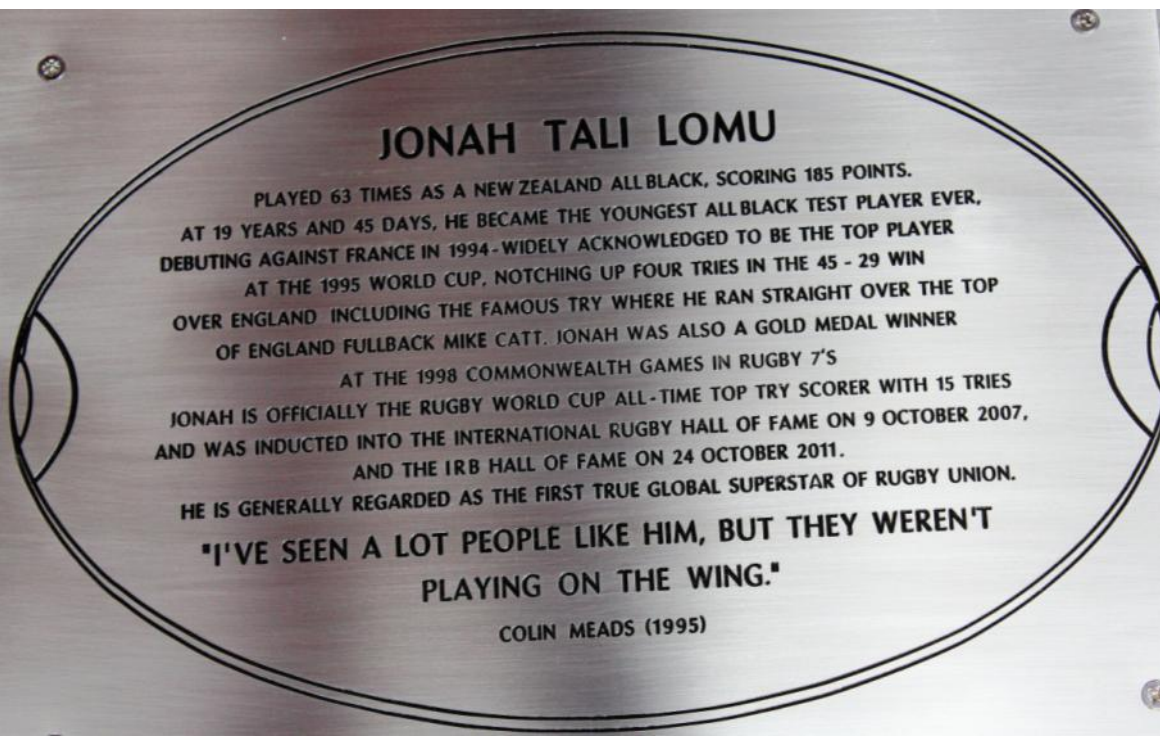 JONAH TALI LOMU
PLAYED 63 TIMES AS A NEW ZEALAND ALL BLACK, SCORING 185 POINTS.
AT 19 YEARS AND 45 DAYS, HE BECAME THE YOUNGEST ALL BLACK TEST PLAYER EVER,
DEBUTING AGAINST FRANCE IN 1994 - WIDELY ACKNOWLEDGED TO BE THE TOP PLAYER
AT THE 1995 WORLD CUP, NOTCHING UP FOUR TRIES IN THE 45 - 29 WIN
OVER ENGLAND INCLUDING THE FAMOUS TRY WHERE HE RAN STRAIGHT OVER THE TOP
OF ENGLAND FULLBACK MIKE CATT. JONAH WAS ALSO A GOLD MEDAL WINNER
AT THE 1998 COMMONWEALTH GAMES IN RUGBY 7'S
JONAH IS OFFICIALLY THE RUGBY WORLD CUP ALL - TIME TOP TRY SCORER WITH 15 TRIES
AND WAS INDUCTED INTO THE INTERNATIONAL RUGBY HALL OF FAME ON 9 OCTOBER 2007,
AND THE IRB HALL OF FAME ON 24 OCTOBER 2011.
HE IS GENERALLY REGARDED AS THE FIRST TRUE GLOBAL SUPERSTAR OF RUGBY UNION.
"I'VE SEEN A LOT PEOPLE LIKE HIM, BUT THEY WEREN'T
PLAYING ON THE WING."
COLIN MEADS (1995)